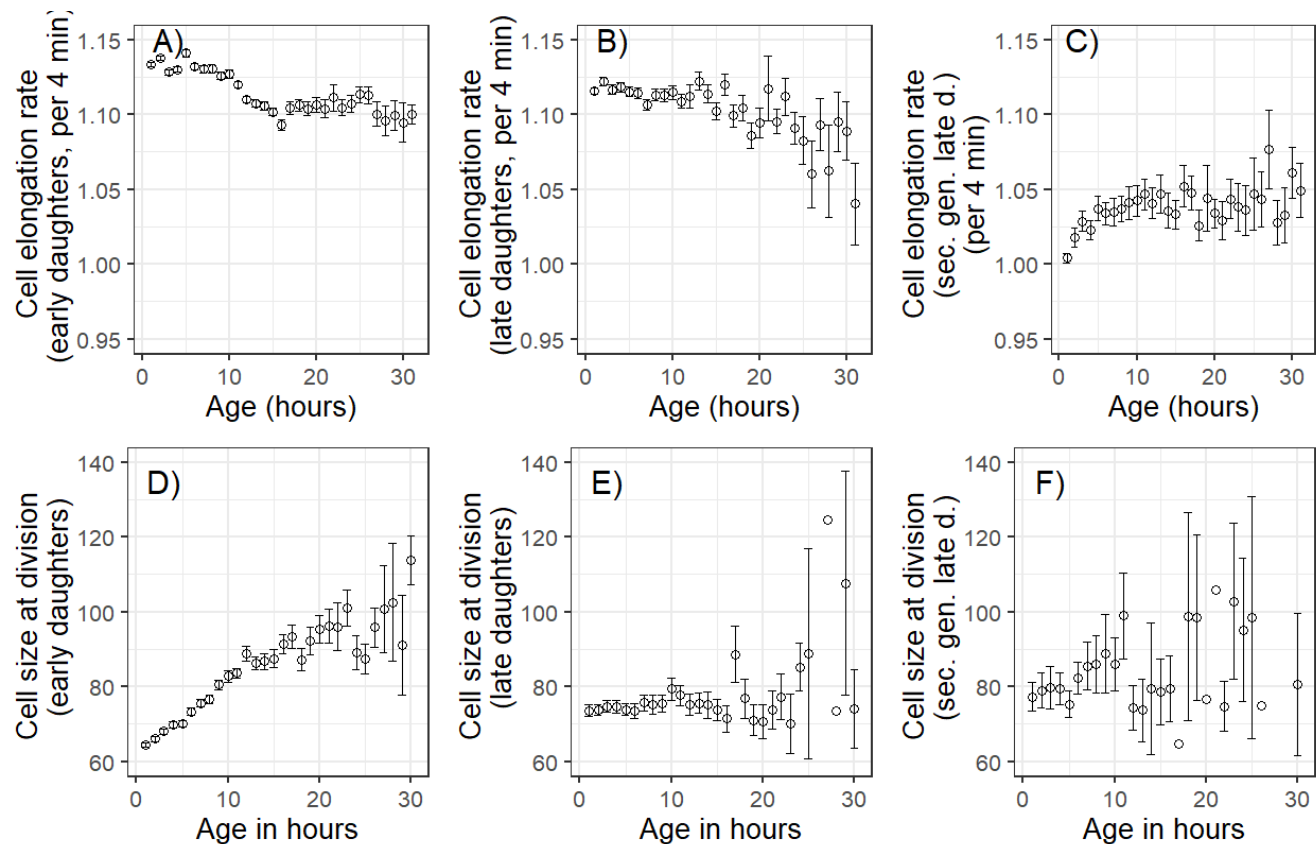 A)
1.15
1.10
1.05
1.00
0.95
Cell elongation rate
(early daughters, per 4 min)
0 10 20 30
Age (hours)
B)
1.15
1.10
1.05
1.00
0.95
Cell elongation rate
(late daughters, per 4 min)
0 10 20 30
Age (hours)
C)
1.15
1.10
1.05
1.00
0.95
Cell elongation rate
(sec. gen. late d.)
(per 4 min)
0 10 20 30
Age (hours)
D)
140
120
100
80
60
Cell size at division
(early daughters)
0 10 20 30
Age in hours
E)
140
120
100
80
60
Cell size at division
(late daughters)
0 10 20 30
Age in hours
F)
140
120
100
80
60
Cell size at division
(sec. gen. late d.)
0 10 20 30
Age in hours